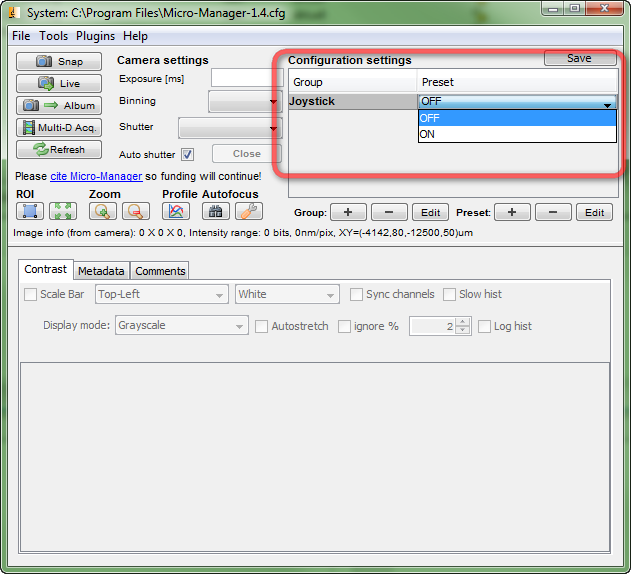 System: C:\Program Files\Micro-Manager-1.4.cfg
File Tools Plugins Help
Snap
Live
Album
Multi-D Acq.
Refresh
Camera settings
Exposure [ms]
Binning
Shutter
Auto shutter
Close
Configuration settings
Save
Group Preset
Joystick OFF
OFF
ON
Please cite Micro-Manager so funding will continue!
ROI Zoom Profile Autofocus
Group: + − Edit Preset: + − Edit
Image info (from camera): 0 X 0 X 0, Intensity range: 0 bits, 0nm/pix, XY=(-4142,80,-12500,50)um
Contrast Metadata Comments
Scale Bar Top-Left White Sync channels Slow hist
Display mode: Grayscale Autostretch ignore % 2 Log hist